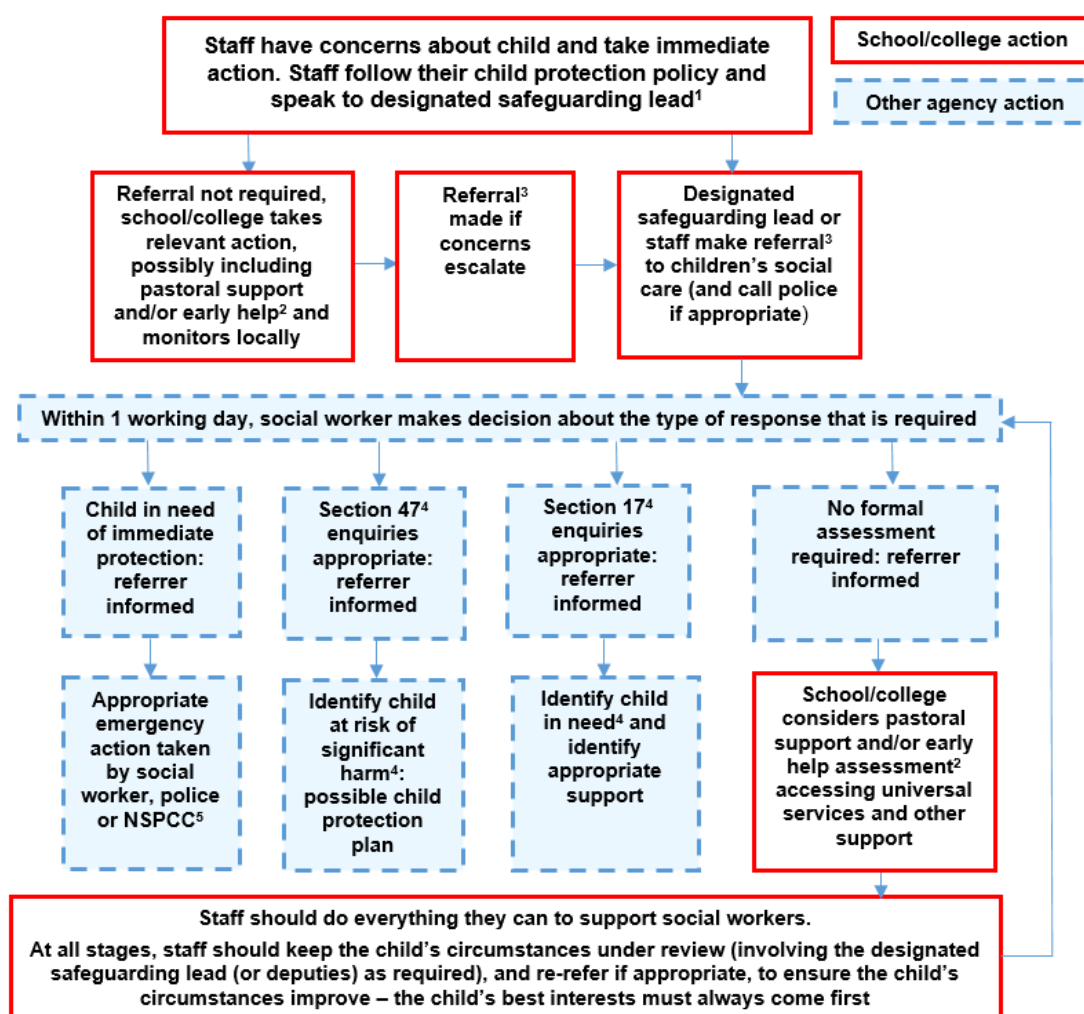 Staff have concerns about child and take immediate
action. Staff follow their child protection policy and
speak to designated safeguarding lead¹
School/college action
Other agency action
Referral not required,
school/college takes
relevant action,
possibly including
pastoral support
and/or early help² and
monitors locally
Referral³
made if
concerns
escalate
Designated
safeguarding lead or
staff make referral³
to children’s social
care (and call police
if appropriate)
Within 1 working day, social worker makes decision about the type of response that is required
Child in need
of immediate
protection:
referrer
informed
Section 47⁴
enquiries
appropriate:
referrer
informed
Section 17⁴
enquiries
appropriate:
referrer
informed
No formal
assessment
required: referrer
informed
Appropriate
emergency
action taken
by social
worker, police
or NSPCC⁵
Identify child
at risk of
significant
harm⁴:
possible child
protection
plan
Identify child
in need⁴ and
identify
appropriate
support
School/college
considers pastoral
support and/or early
help assessment²
accessing universal
services and other
support
Staff should do everything they can to support social workers.
At all stages, staff should keep the child’s circumstances under review (involving the designated
safeguarding lead (or deputies) as required), and re-refer if appropriate, to ensure the child’s
circumstances improve – the child’s best interests must always come first